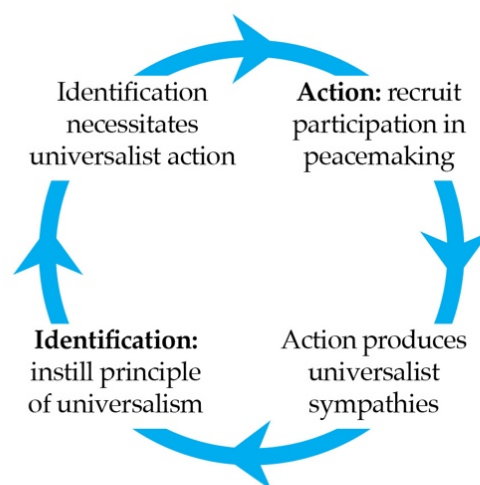 Identification
necessitates
universalist action
Action: recruit
participation in
peacemaking
Identification:
instill principle
of universalism
Action produces
universalist
sympathies